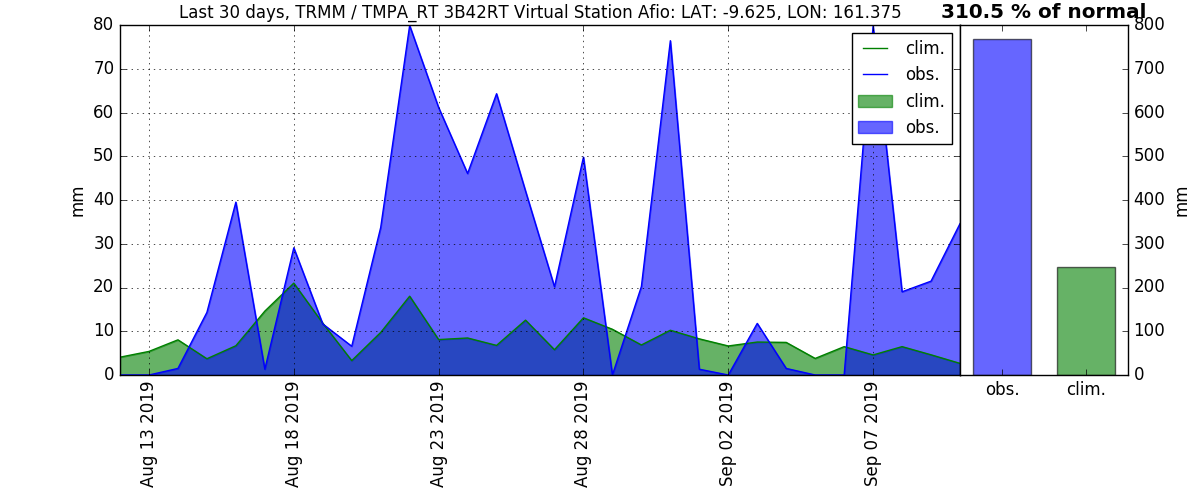 Last 30 days, TRMM / TMPA_RT 3B42RT Virtual Station Afio: LAT: -9.625, LON: 161.375
310.5 % of normal
80
70
60
50
40
30
20
10
0
mm
clim.
obs.
clim.
obs.
800
700
600
500
400
300
200
100
0
mm
Aug 13 2019
Aug 18 2019
Aug 23 2019
Aug 28 2019
Sep 02 2019
Sep 07 2019
obs.
clim.